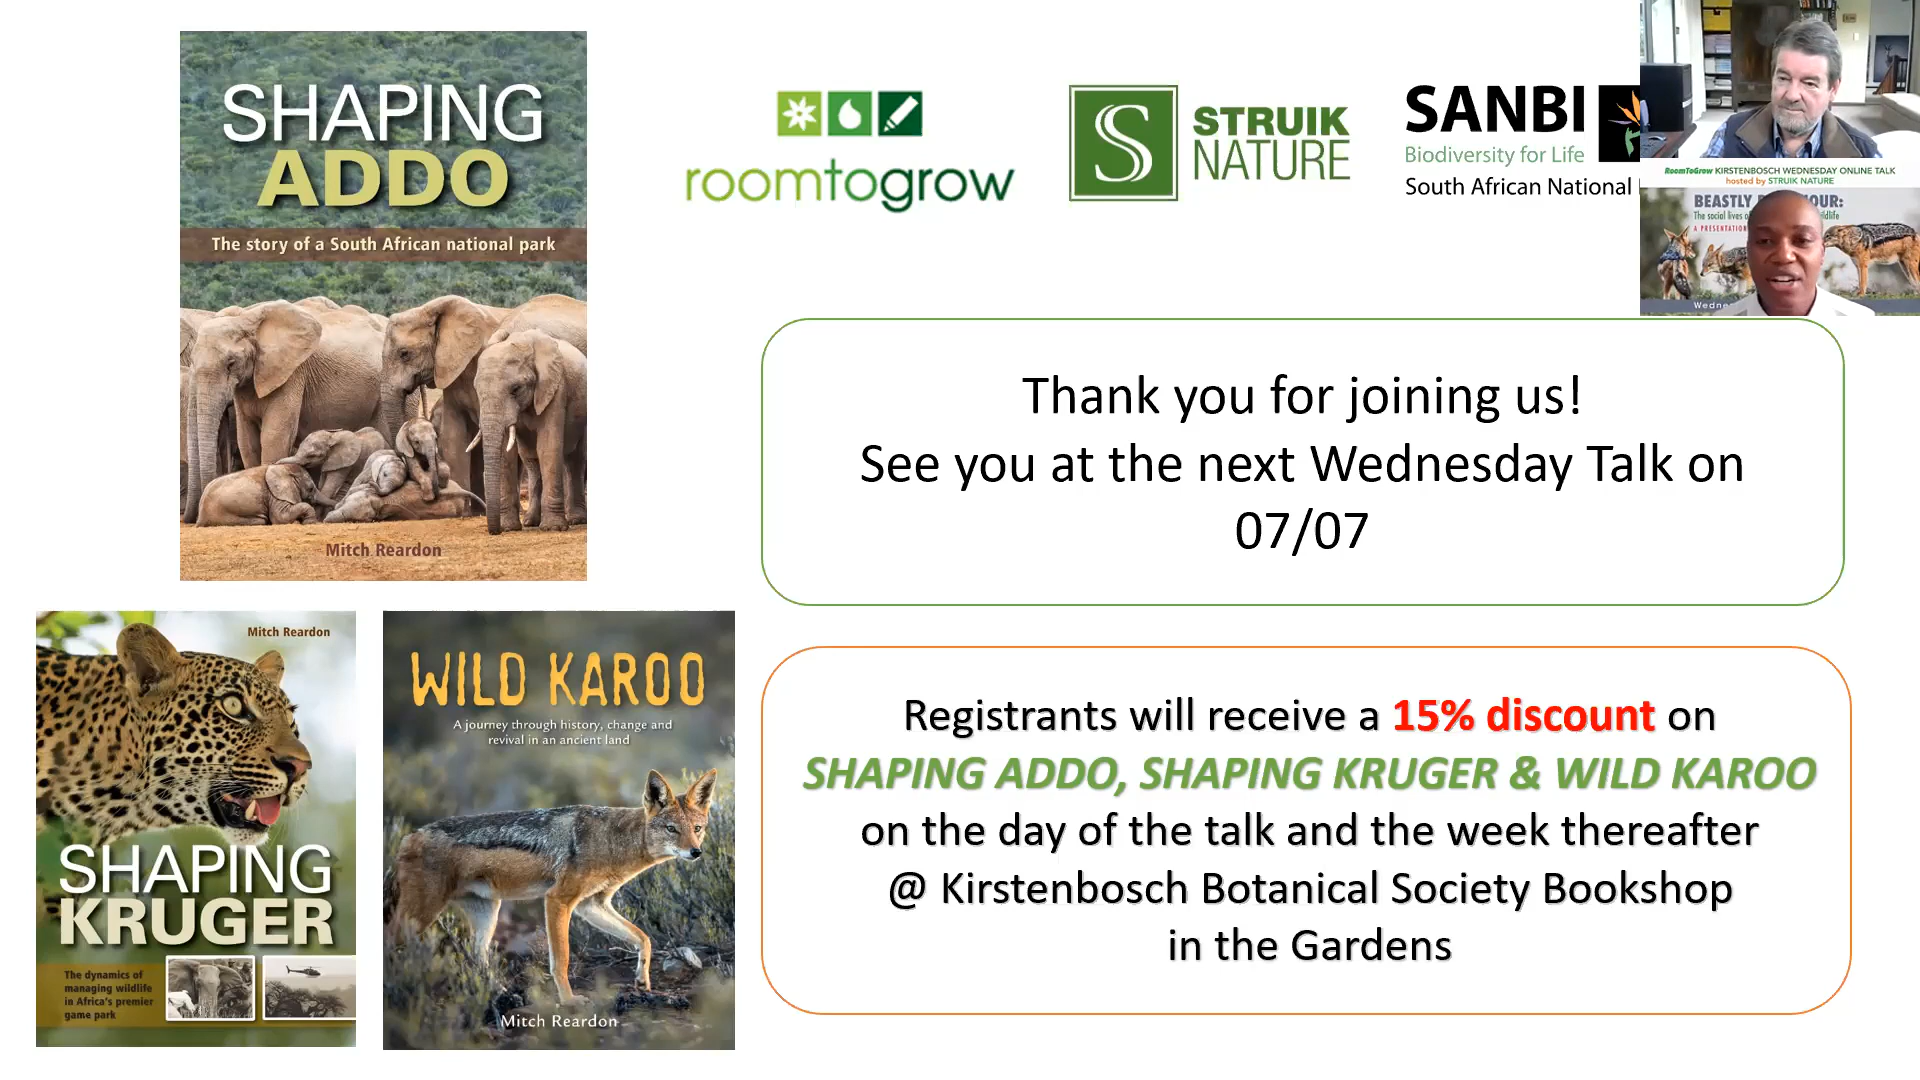 SHAPING
ADDO
The story of a South African national park
Mitch Reardon
roomtogrow
S
STRUIK
NATURE
SANBI
Biodiversity for Life
South African National
RoomToGrow KIRSTENBOSCH WEDNESDAY ONLINE TALK
hosted by STRUIK NATURE
BEASTLY
OUR:
The social lives o
ldlife
A PRESENTATION
Wedne
Thank you for joining us!
See you at the next Wednesday Talk on
07/07
Mitch Reardon
SHAPING
KRUGER
The dynamics of
managing wildlife
in Africa's premier
game park
WILD KAROO
A journey through history, change and
revival in an ancient land
Mitch Reardon
Registrants will receive a 15% discount on
SHAPING ADDO, SHAPING KRUGER & WILD KAROO
on the day of the talk and the week thereafter
@ Kirstenbosch Botanical Society Bookshop
in the Gardens